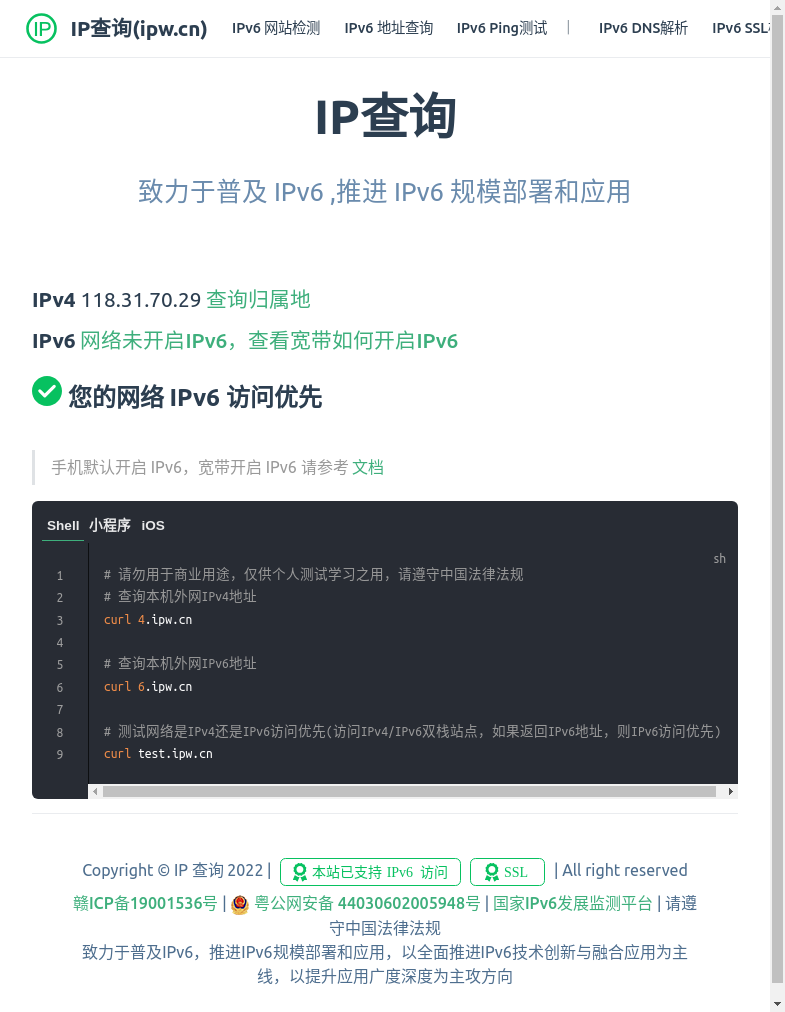 IP IP查询(ipw.cn) IPv6 网站检测 IPv6 地址查询 IPv6 Ping测试 | IPv6 DNS解析 IPv6 SSL
IP查询
致力于普及 IPv6 ,推进 IPv6 规模部署和应用
IPv4 118.31.70.29 查询归属地
IPv6 网络未开启IPv6，查看宽带如何开启IPv6
您的网络 IPv6 访问优先
手机默认开启 IPv6，宽带开启 IPv6 请参考 文档
Shell 小程序 iOS
sh
1 # 请勿用于商业用途，仅供个人测试学习之用，请遵守中国法律法规
2 # 查询本机外网IPv4地址
3 curl 4.ipw.cn
4
5 # 查询本机外网IPv6地址
6 curl 6.ipw.cn
7
8 # 测试网络是IPv4还是IPv6访问优先(访问IPv4/IPv6双栈站点，如果返回IPv6地址，则IPv6访问优先)
9 curl test.ipw.cn
Copyright © IP 查询 2022 | 本站已支持 IPv6 访问 SSL | All right reserved
赣ICP备19001536号 | 粤公网安备 44030602005948号 | 国家IPv6发展监测平台 | 请遵
守中国法律法规
致力于普及IPv6，推进IPv6规模部署和应用，以全面推进IPv6技术创新与融合应用为主
线，以提升应用广度深度为主攻方向